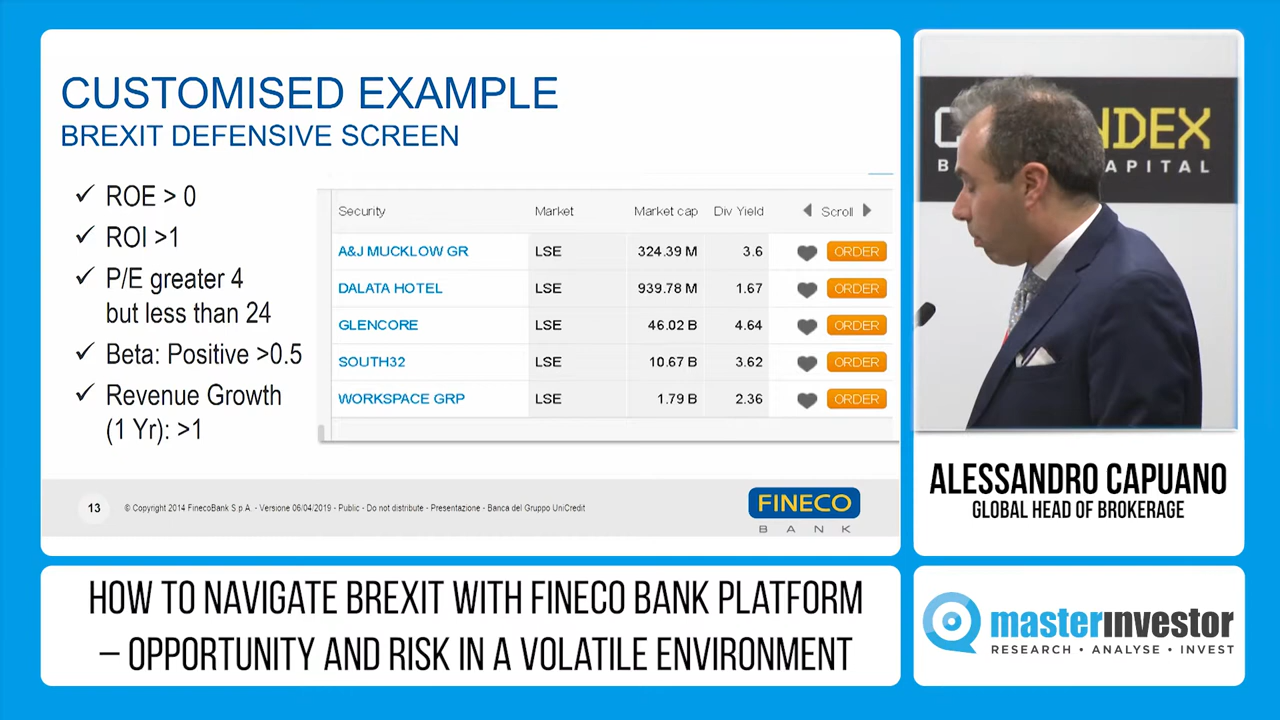 CUSTOMISED EXAMPLE
BREXIT DEFENSIVE SCREEN
ROE > 0
ROI >1
P/E greater 4
but less than 24
Beta: Positive >0.5
Revenue Growth
(1 Yr): >1
Security Market Market cap Div Yield Scroll
A&J MUCKLOW GR LSE 324.39 M 3.6 ORDER
DALATA HOTEL LSE 939.78 M 1.67 ORDER
GLENCORE LSE 46.02 B 4.64 ORDER
SOUTH32 LSE 10.67 B 3.62 ORDER
WORKSPACE GRP LSE 1.79 B 2.36 ORDER
13
© Copyright 2014 FinecoBank S.p.A. - Versione 06/04/2019 - Public - Do not distribute - Presentazione - Banca del Gruppo UniCredit
FINECO
BANK
NDEX
APITAL
ALESSANDRO CAPUANO
GLOBAL HEAD OF BROKERAGE
HOW TO NAVIGATE BREXIT WITH FINECO BANK PLATFORM
– OPPORTUNITY AND RISK IN A VOLATILE ENVIRONMENT
masterinvestor
RESEARCH • ANALYSE • INVEST